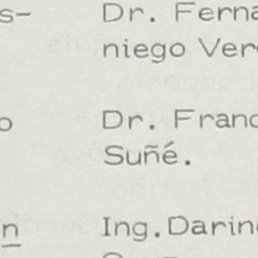 s- Dr. Ferna
niego Ver
o Dr. Franc
Suñé.
n Ing. Darin